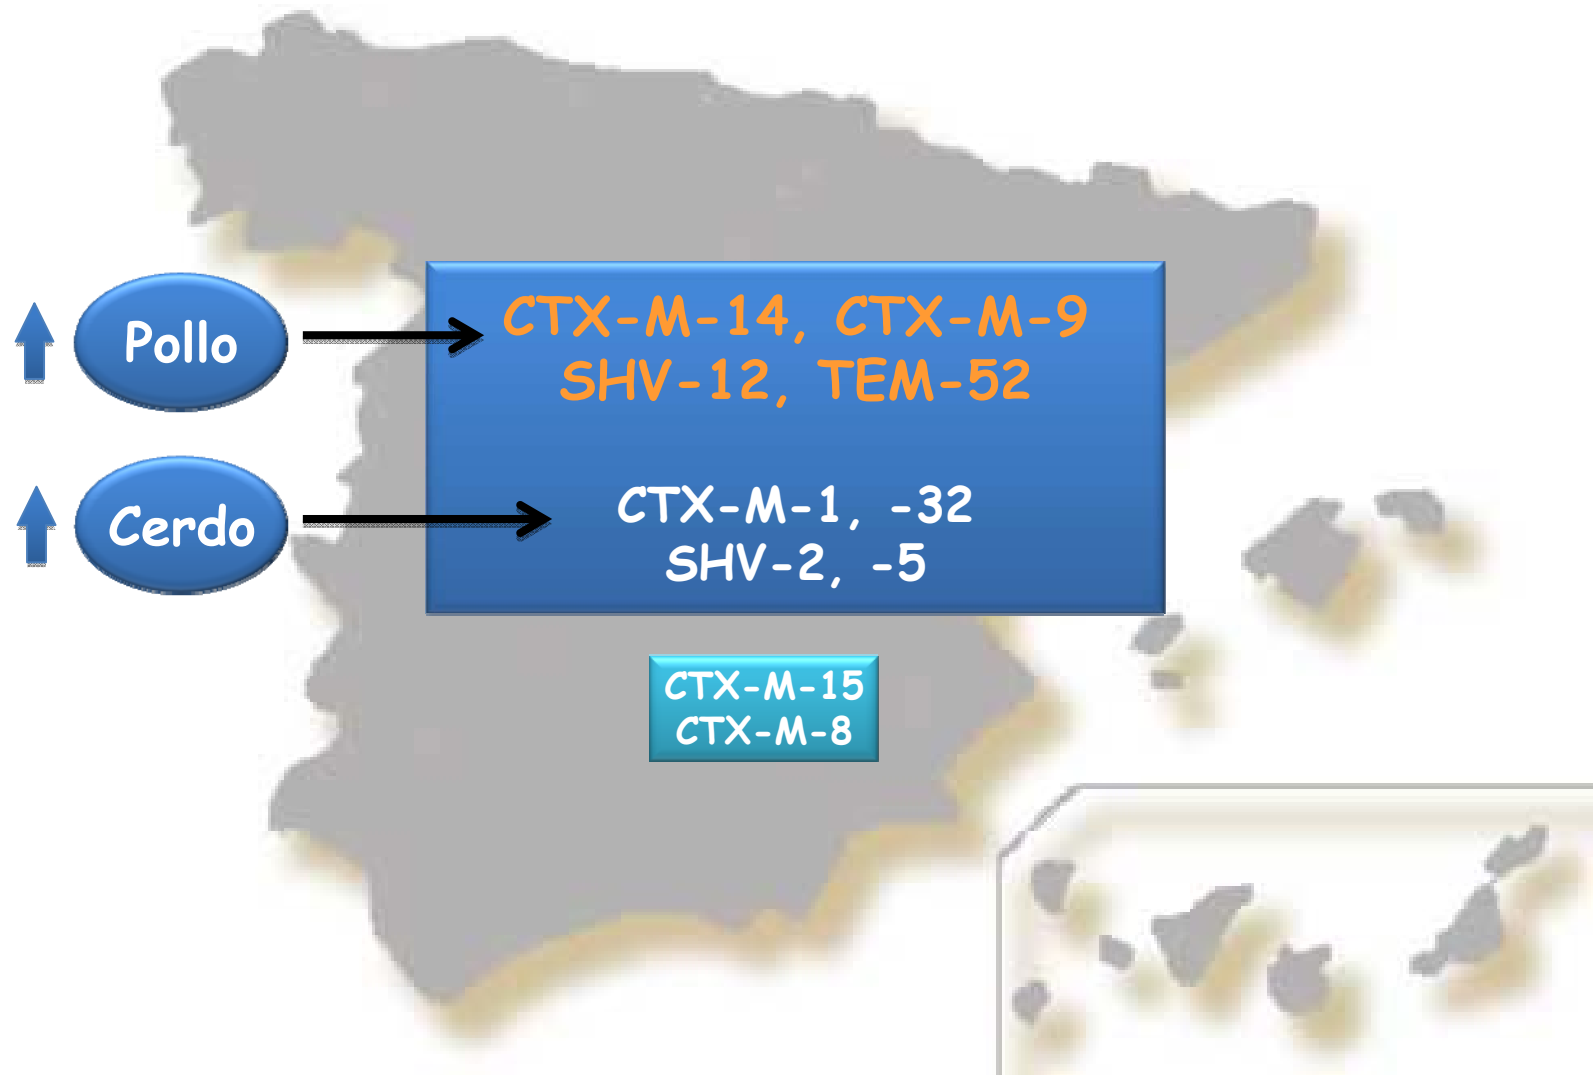 Pollo
CTX-M-14, CTX-M-9
SHV-12, TEM-52
Cerdo
CTX-M-1, -32
SHV-2, -5
CTX-M-15
CTX-M-8